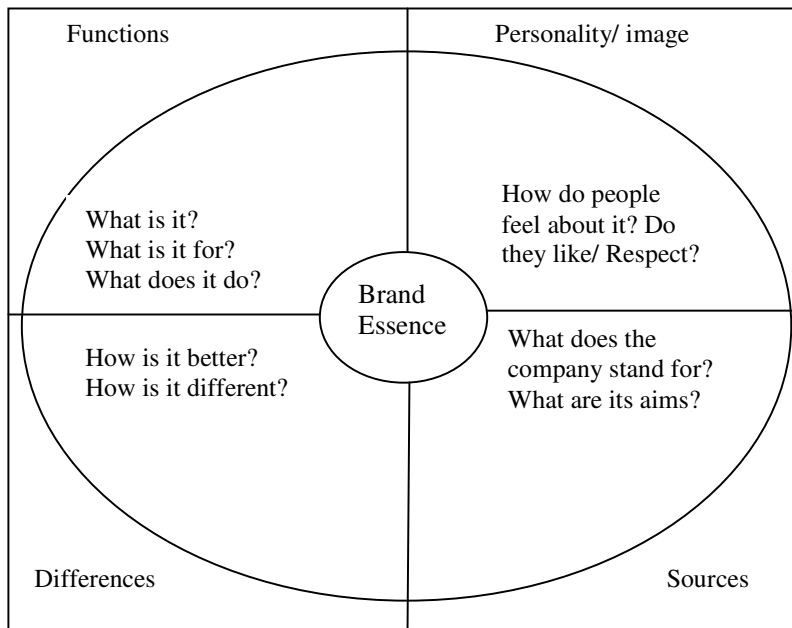 Functions
Personality/ image
What is it?
What is it for?
What does it do?
How do people
feel about it? Do
they like/ Respect?
Brand
Essence
How is it better?
How is it different?
What does the
company stand for?
What are its aims?
Differences
Sources